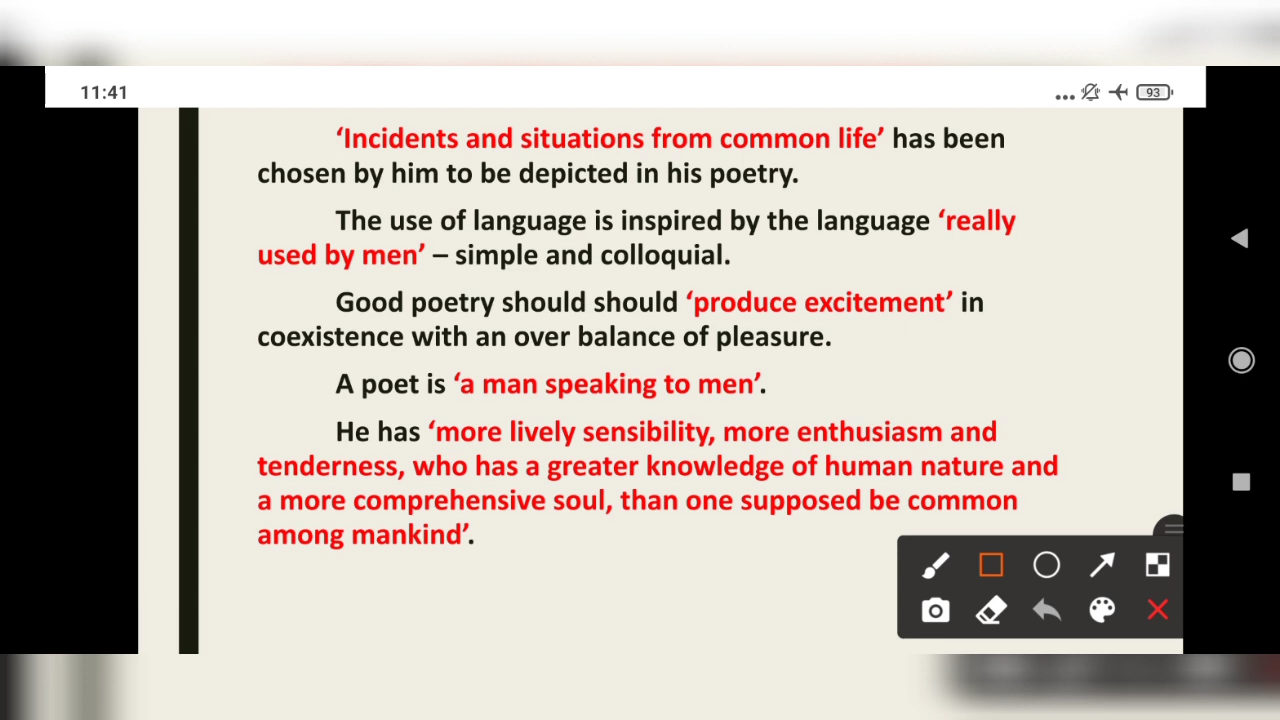 11:41
93
‘Incidents and situations from common life’ has been
chosen by him to be depicted in his poetry.
The use of language is inspired by the language ‘really
used by men’ – simple and colloquial.
Good poetry should should ‘produce excitement’ in
coexistence with an over balance of pleasure.
A poet is ‘a man speaking to men’.
He has ‘more lively sensibility, more enthusiasm and
tenderness, who has a greater knowledge of human nature and
a more comprehensive soul, than one supposed be common
among mankind’.